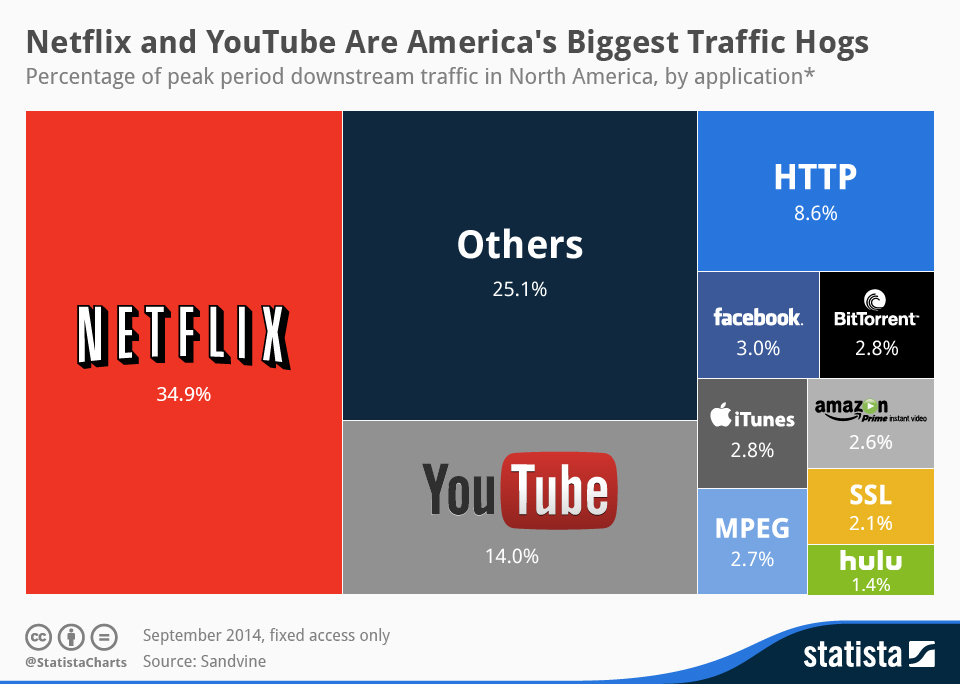 Netflix and YouTube Are America's Biggest Traffic Hogs
Percentage of peak period downstream traffic in North America, by application*
NETFLIX
34.9%
Others
25.1%
YouTube
14.0%
HTTP
8.6%
facebook.
3.0%
BitTorrent™
2.8%
iTunes
2.8%
amazon
Prime instant video
2.6%
MPEG
2.7%
SSL
2.1%
hulu
1.4%
cc
@StatistaCharts
September 2014, fixed access only
Source: Sandvine
statista